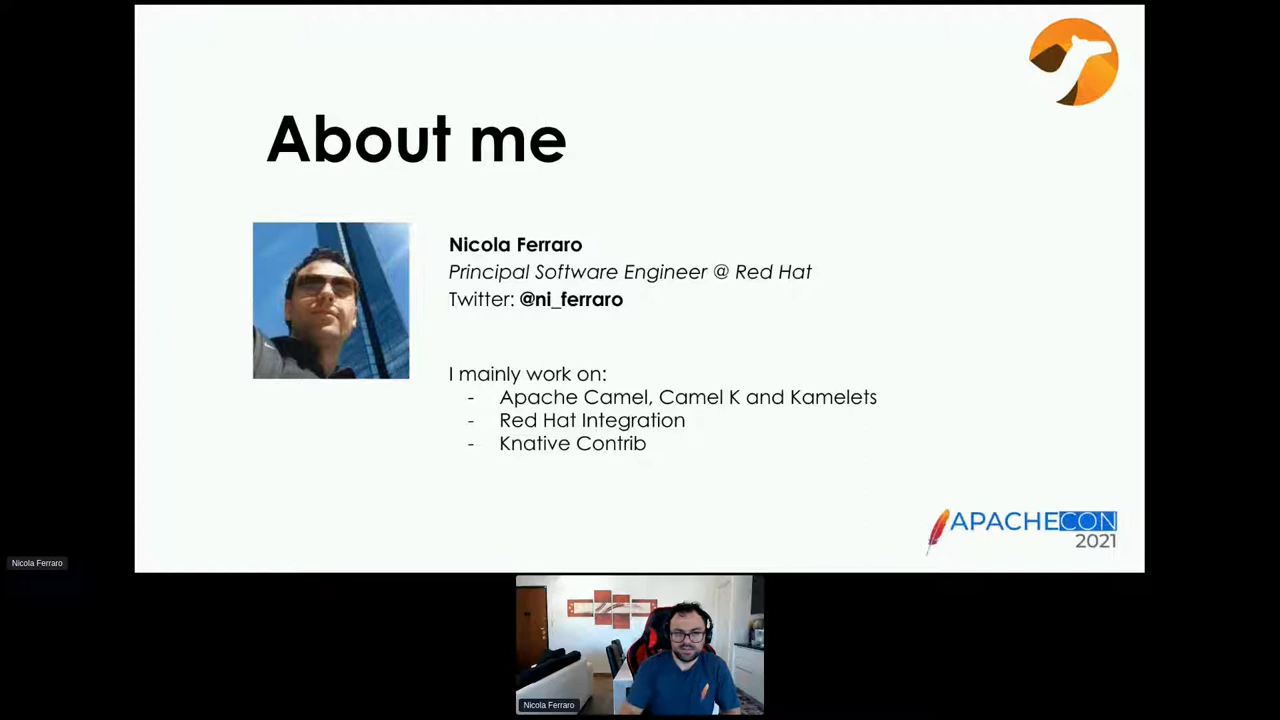 About me
Nicola Ferraro
Principal Software Engineer @ Red Hat
Twitter: @ni_ferraro
I mainly work on:
- Apache Camel, Camel K and Kamelets
- Red Hat Integration
- Knative Contrib
APACHECON
2021
Nicola Ferraro
Nicola Ferraro